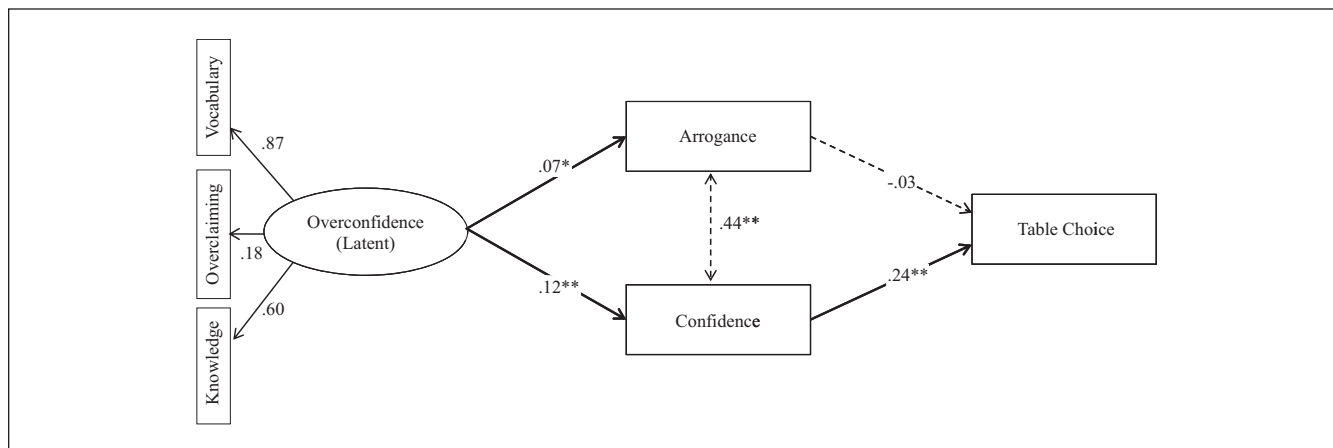 Vocabulary
.87
Overclaiming
.18
Knowledge
.60
Overconfidence
(Latent)
.07*
.12**
Arrogance
.44**
Confidence
-.03
.24**
Table Choice